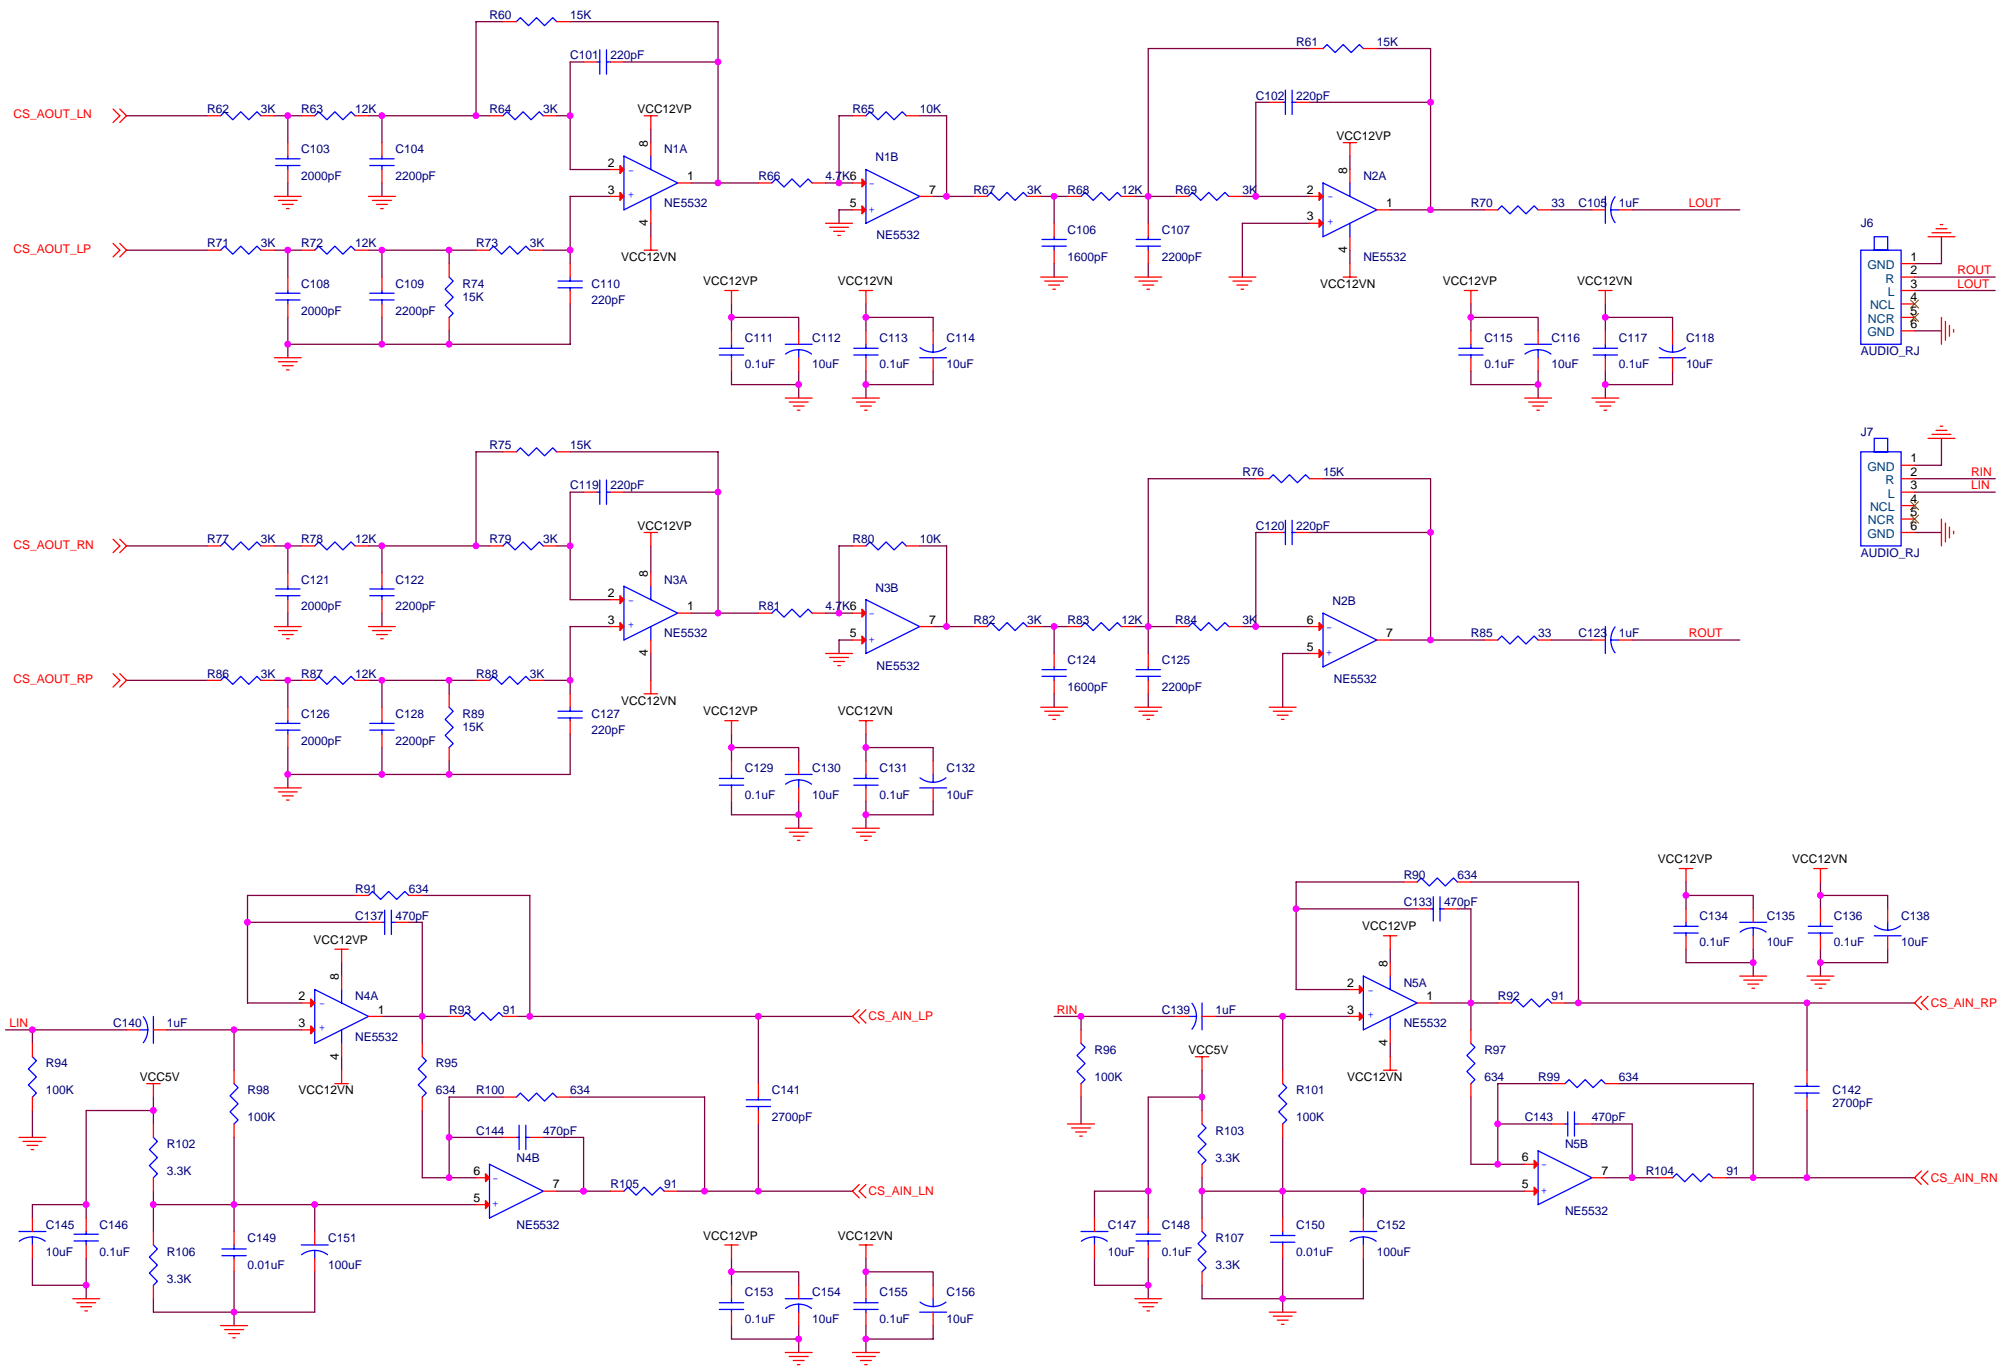 R60 15K
C101 220pF
R61 15K
CS_AOUT_LN
R62 3K R63 12K R64 3K
VCC12VP
R65 10K
C102 220pF
C103
2000pF
C104
2200pF
8
N1A
2
3
1
NE5532
4
VCC12VN
R66 4.7K
N1B
6
5
7
NE5532
R67 3K R68 12K R69 3K
VCC12VP
8
N2A
2
3
1
NE5532
4
VCC12VN
R70 33 C105 1uF
LOUT
CS_AOUT_LP
R71 3K R72 12K R73 3K
C108
2000pF
C109
2200pF
R74
15K
C110
220pF
C106
1600pF
C107
2200pF
VCC12VP
VCC12VN
C111
0.1uF
C112
10uF
C113
0.1uF
C114
10uF
VCC12VP
VCC12VN
C115
0.1uF
C116
10uF
C117
0.1uF
C118
10uF
J6
GND 1
R 2 ROUT
L 3 LOUT
NCL 4
NCR 5
GND 6
AUDIO_RJ
J7
GND 1
R 2 RIN
L 3 LIN
NCL 4
NCR 5
GND 6
AUDIO_RJ
R75 15K
C119 220pF
R76 15K
CS_AOUT_RN
R77 3K R78 12K R79 3K
VCC12VP
R80 10K
C120 220pF
C121
2000pF
C122
2200pF
8
N3A
2
3
1
NE5532
4
VCC12VN
R81 4.7K
N3B
6
5
7
NE5532
R82 3K R83 12K R84 3K
N2B
6
5
7
NE5532
R85 33 C123 1uF
ROUT
CS_AOUT_RP
R86 3K R87 12K R88 3K
C126
2000pF
C128
2200pF
R89
15K
C127
220pF
C124
1600pF
C125
2200pF
VCC12VP
VCC12VN
C129
0.1uF
C130
10uF
C131
0.1uF
C132
10uF
R91 634
C137 470pF
VCC12VP
8
N4A
2
3
1
NE5532
4
VCC12VN
LIN
C140 1uF
R93 91
CS_AIN_LP
R94
100K
VCC5V
R98
100K
R95
634
R100 634
C141
2700pF
C144 470pF
N4B
6
5
7
NE5532
R105 91
CS_AIN_LN
R102
3.3K
C145
10uF
C146
0.1uF
R106
3.3K
C149
0.01uF
C151
100uF
VCC12VP
VCC12VN
C153
0.1uF
C154
10uF
C155
0.1uF
C156
10uF
R90 634
C133 470pF
VCC12VP
8
N5A
2
3
1
NE5532
4
VCC12VN
VCC12VP
VCC12VN
C134
0.1uF
C135
10uF
C136
0.1uF
C138
10uF
RIN
C139 1uF
R92 91
CS_AIN_RP
R96
100K
VCC5V
R101
100K
R97
634
R99 634
C142
2700pF
C143 470pF
N5B
6
5
7
NE5532
R104 91
CS_AIN_RN
R103
3.3K
C147
10uF
C148
0.1uF
R107
3.3K
C150
0.01uF
C152
100uF